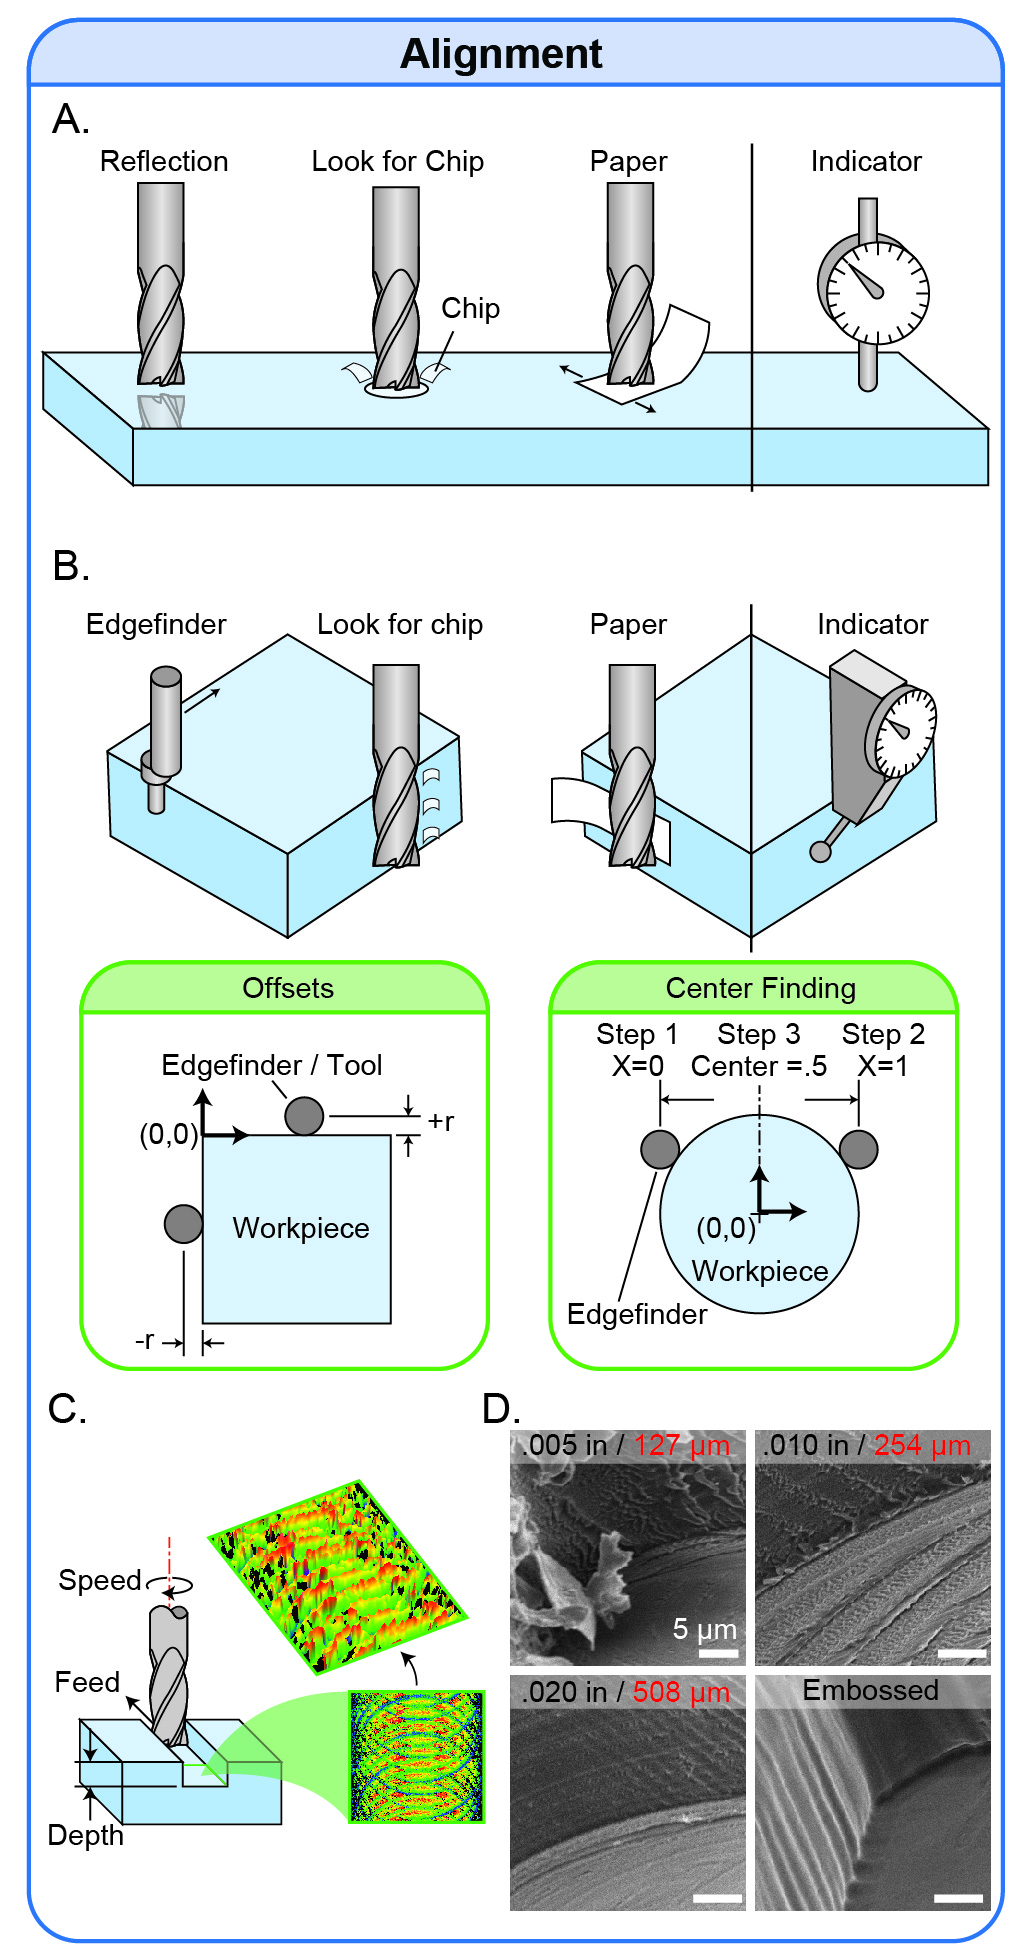 Alignment
A.
Reflection
Look for Chip
Paper
Indicator
Chip
B.
Edgefinder
Look for chip
Paper
Indicator
Offsets
Edgefinder / Tool
(0,0)
+r
Workpiece
-r
Center Finding
Step 1 Step 3 Step 2
X=0 Center =.5 X=1
(0,0)
Workpiece
Edgefinder
C.
Speed
Feed
Depth
D.
.005 in / 127 µm
5 µm
.010 in / 254 µm
.020 in / 508 µm
Embossed